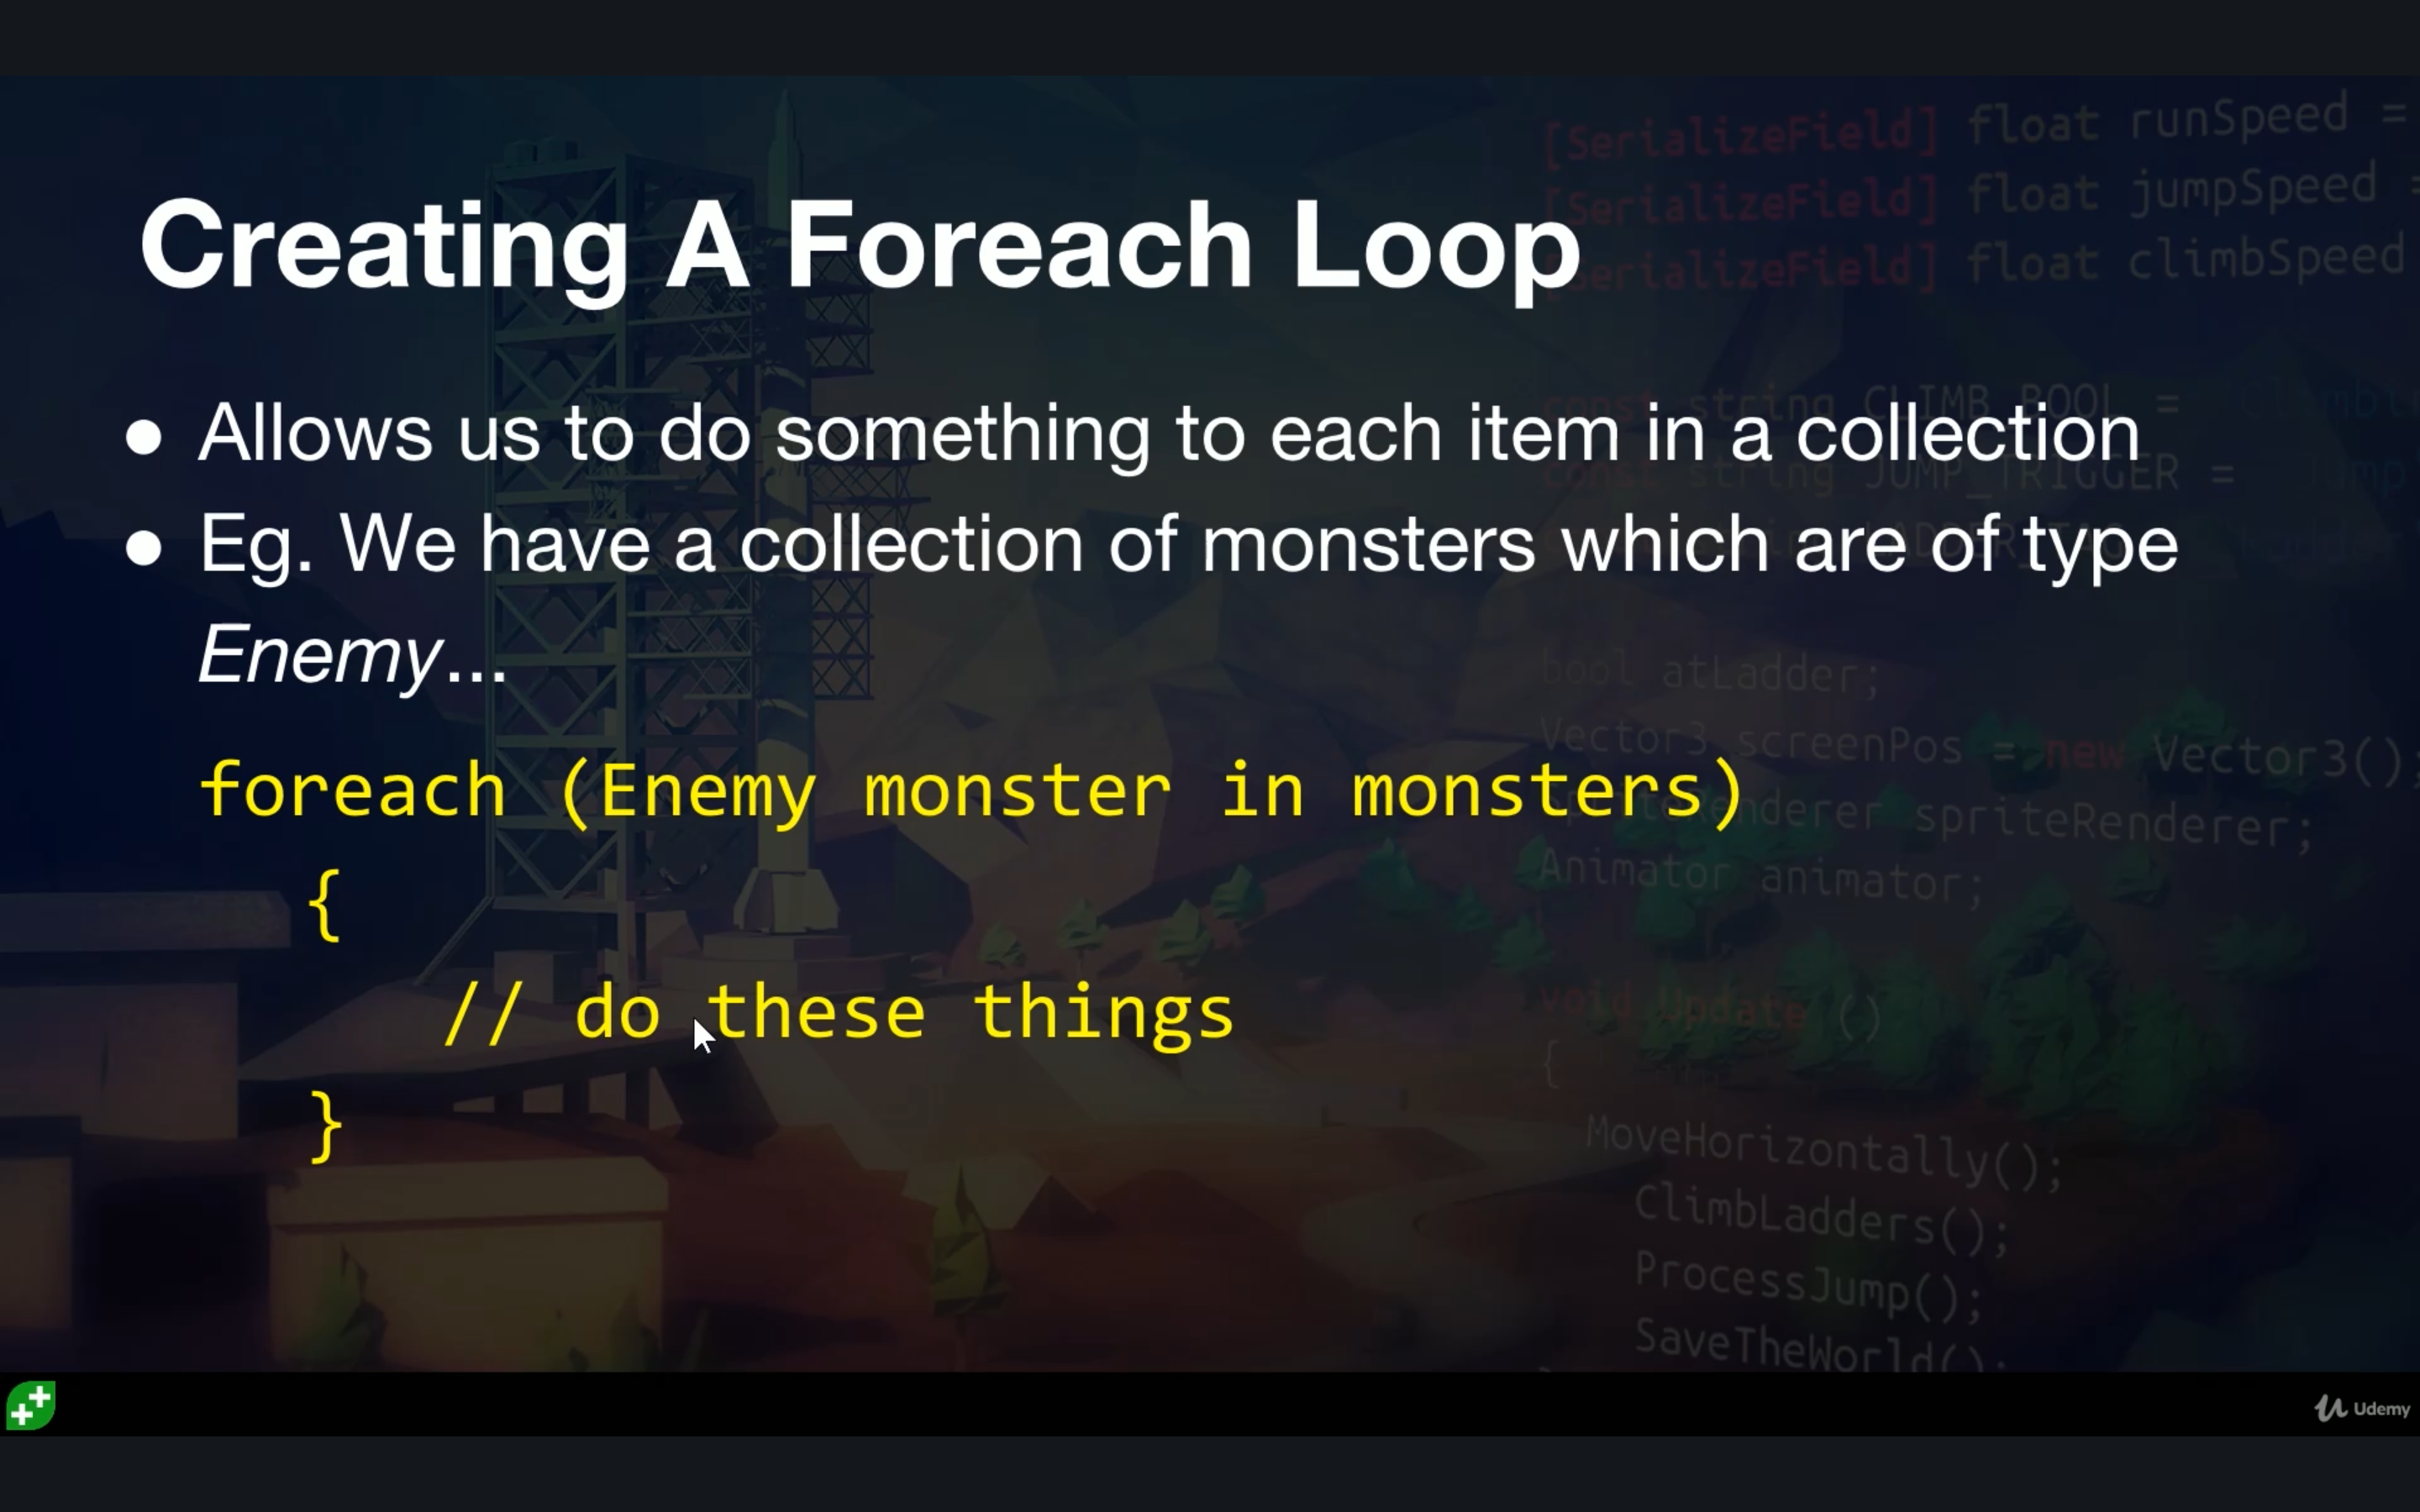 Creating A Foreach Loop
● Allows us to do something to each item in a collection
● Eg. We have a collection of monsters which are of type
Enemy...
foreach (Enemy monster in monsters)
{
// do these things
}
[SerializeField] float runSpeed =
[SerializeField] float jumpSpeed =
[SerializeField] float climbSpeed
const string CLIMB_BOOL =
const string JUMP_TRIGGER =
bool atLadder;
Vector3 screenPos = new Vector3();
spriteRenderer;
Animator animator;
void Update ()
{
MoveHorizontally();
ClimbLadders();
ProcessJump();
SaveTheWorld();
Udemy